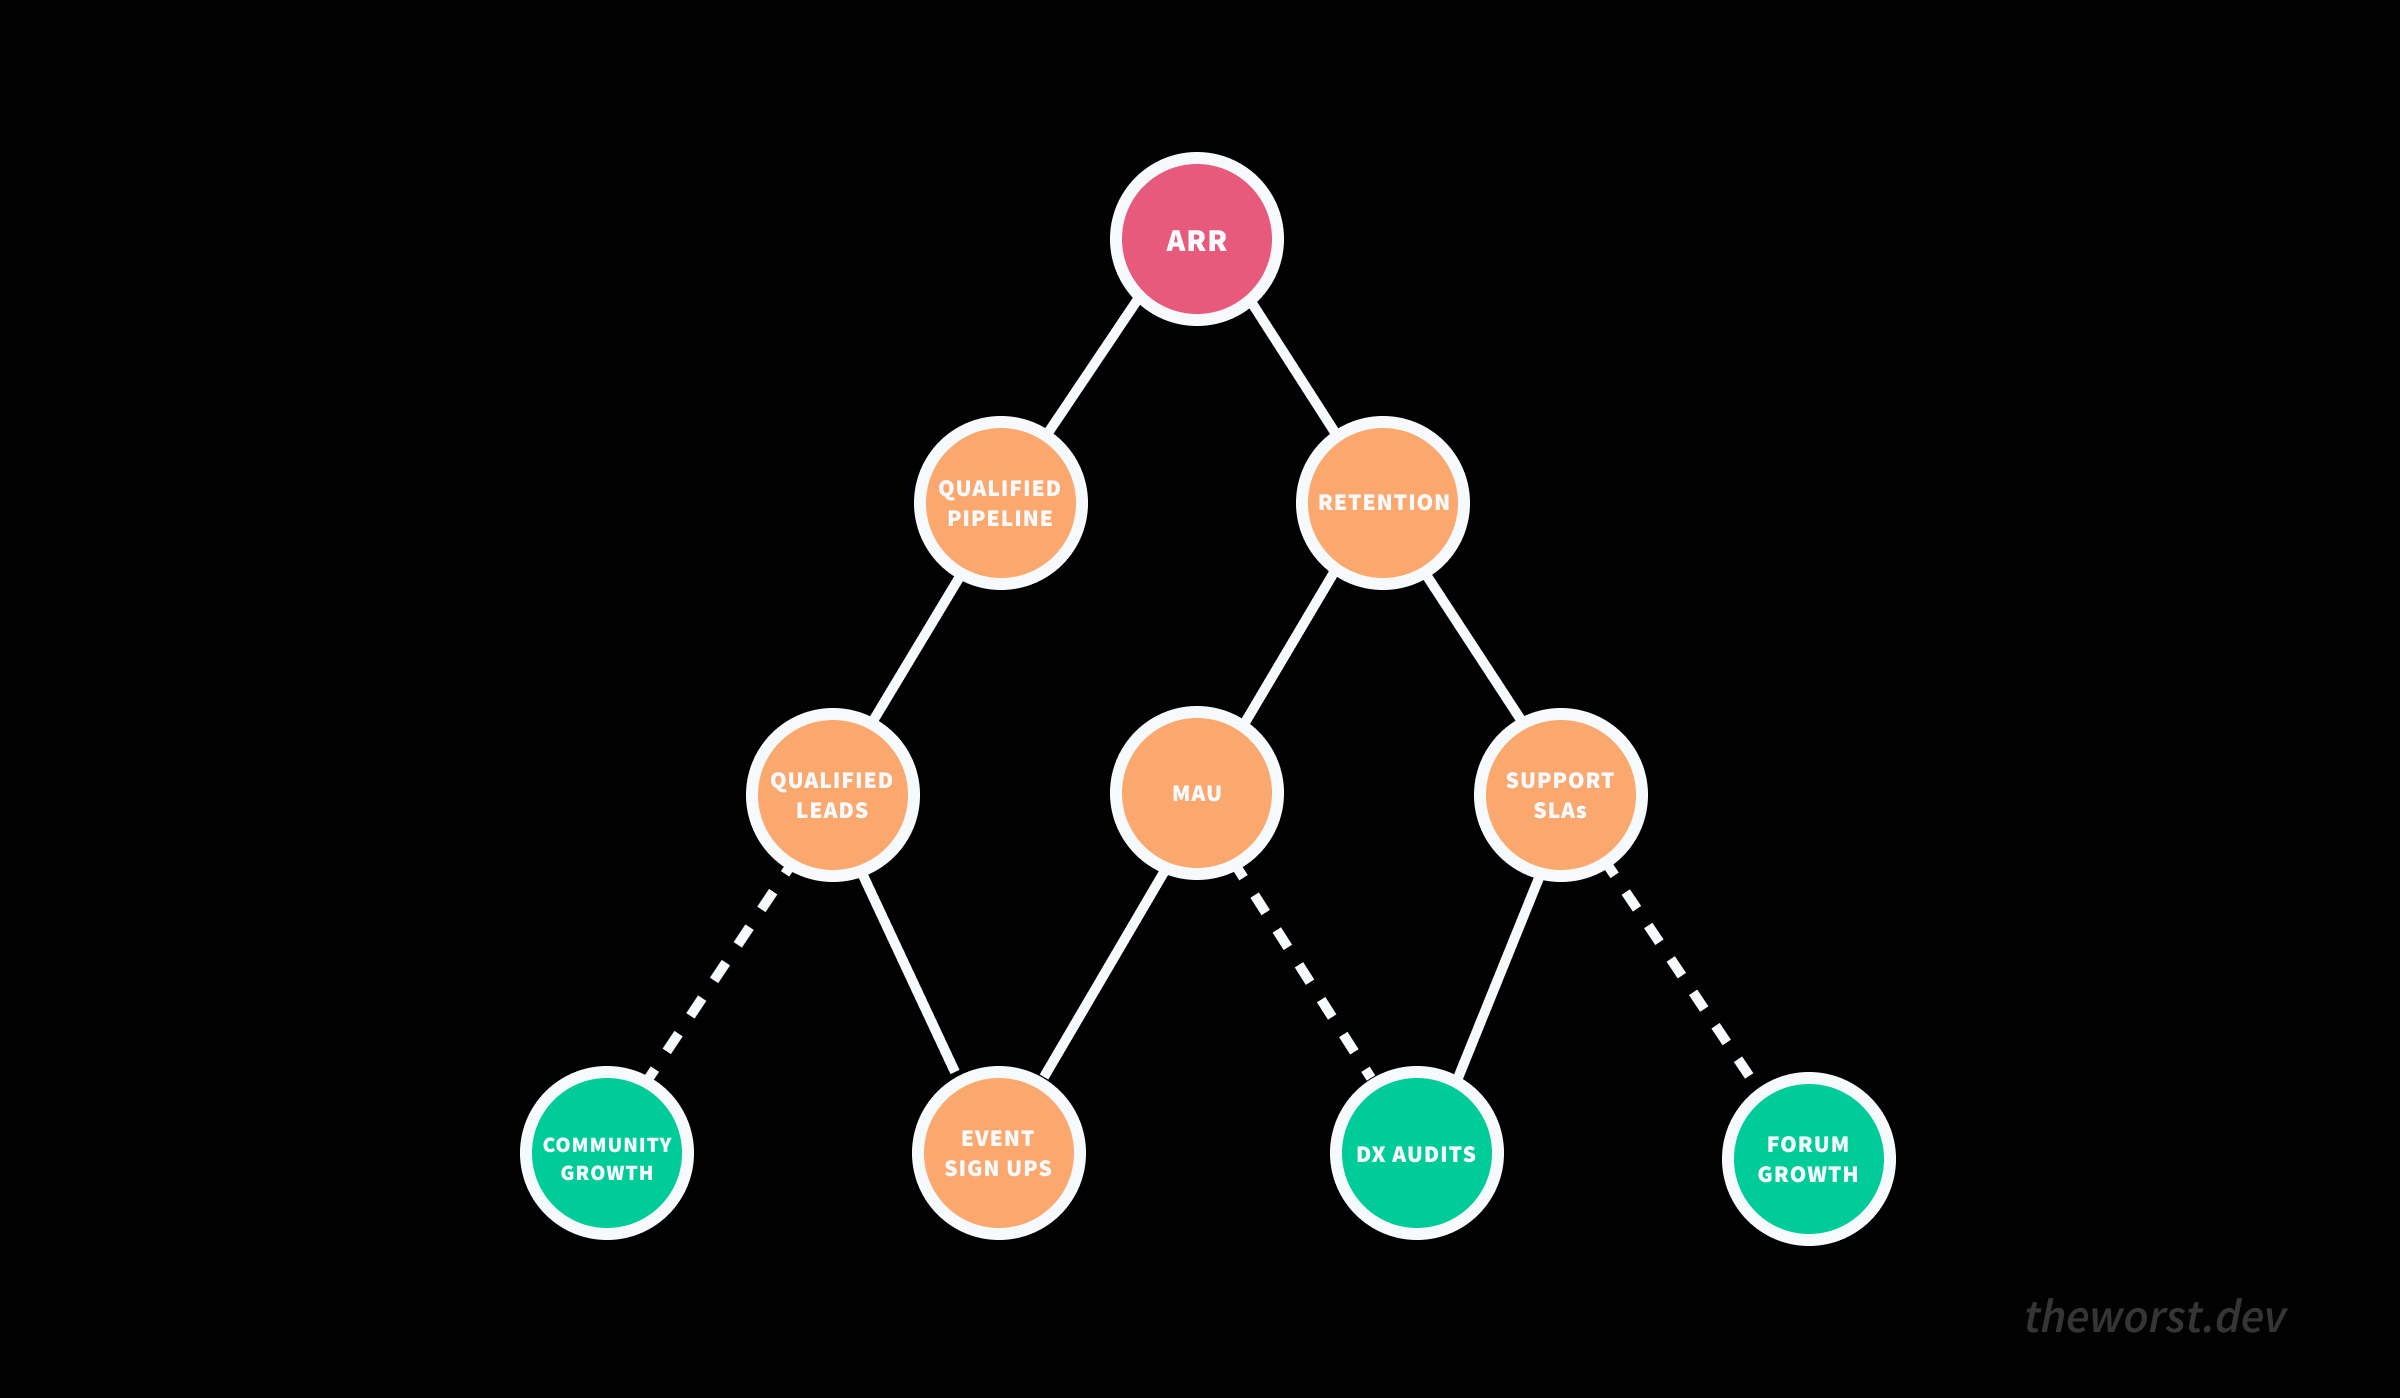 ARR
QUALIFIED
PIPELINE
RETENTION
QUALIFIED
LEADS
MAU
SUPPORT
SLAs
COMMUNITY
GROWTH
EVENT
SIGN UPS
DX AUDITS
FORUM
GROWTH
theworst.dev